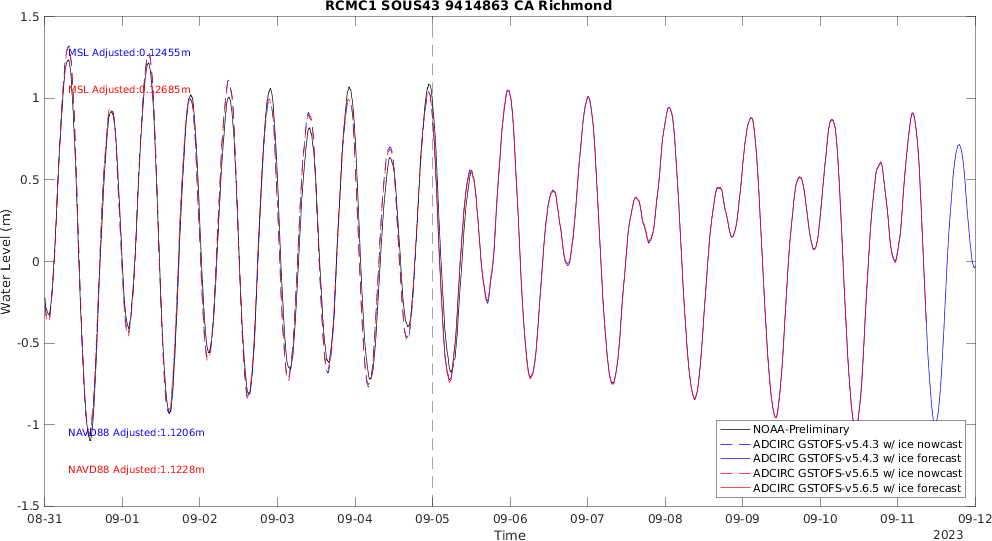 RCMC1 SOUS43 9414863 CA Richmond
1.5
MSL Adjusted:0.12455m
MSL Adjusted:0.12685m
1
0.5
Water Level (m)
0
-0.5
-1
NAVD88 Adjusted:1.1206m
NAVD88 Adjusted:1.1228m
-1.5
NOAA-Preliminary
ADCIRC GSTOFS-v5.4.3 w/ ice nowcast
ADCIRC GSTOFS-v5.4.3 w/ ice forecast
ADCIRC GSTOFS-v5.6.5 w/ ice nowcast
ADCIRC GSTOFS-v5.6.5 w/ ice forecast
08-31 09-01 09-02 09-03 09-04 09-05 09-06 09-07 09-08 09-09 09-10 09-11 09-12
Time
2023